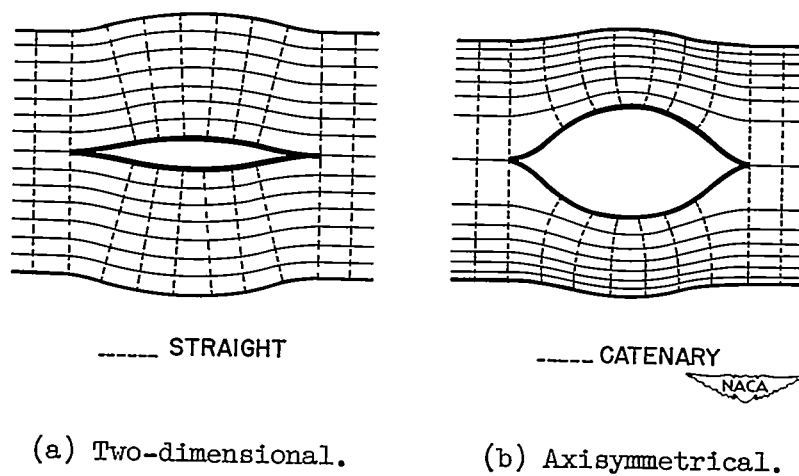 ------ STRAIGHT
------ CATENARY
NACA
(a) Two-dimensional.
(b) Axisymmetrical.